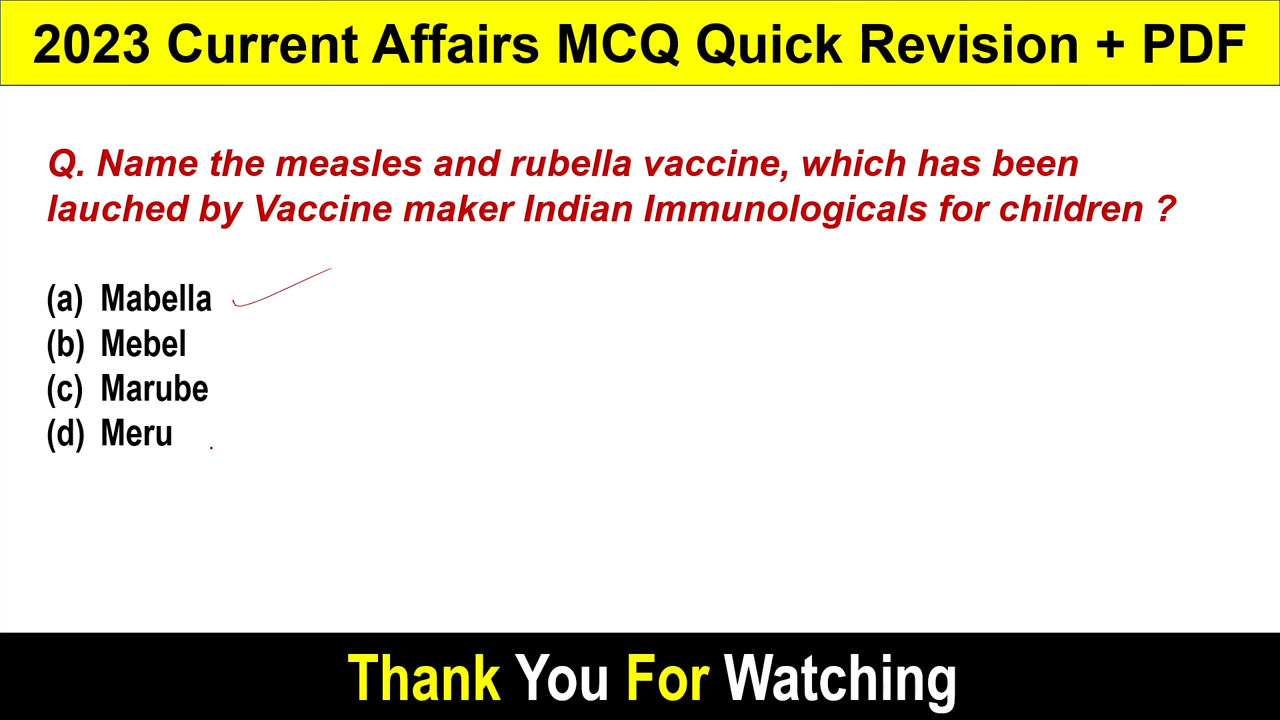 2023 Current Affairs MCQ Quick Revision + PDF
Q. Name the measles and rubella vaccine, which has been
lauched by Vaccine maker Indian Immunologicals for children ?
(a) Mabella
(b) Mebel
(c) Marube
(d) Meru
Thank You For Watching